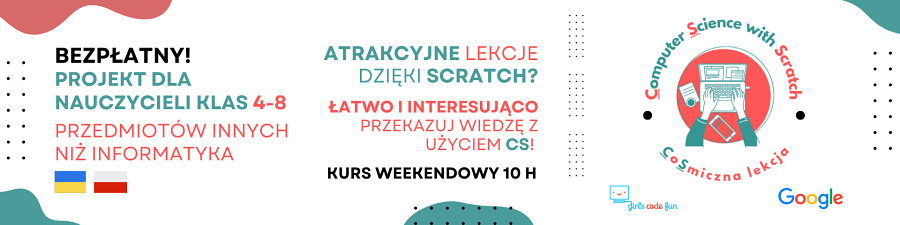 BEZPŁATNY!
PROJEKT DLA
NAUCZYCIELI KLAS 4-8
PRZEDMIOTÓW INNYCH
NIŻ INFORMATYKA
ATRAKCYJNE LEKCJE
DZIĘKI SCRATCH?
ŁATWO I INTERESUJĄCO
PRZEKAZUJ WIEDZĘ Z
UŻYCIEM CS!
KURS WEEKENDOWY 10 H
Computer Science with Scratch
CoSmiczna lekcja
girls code fun
Google